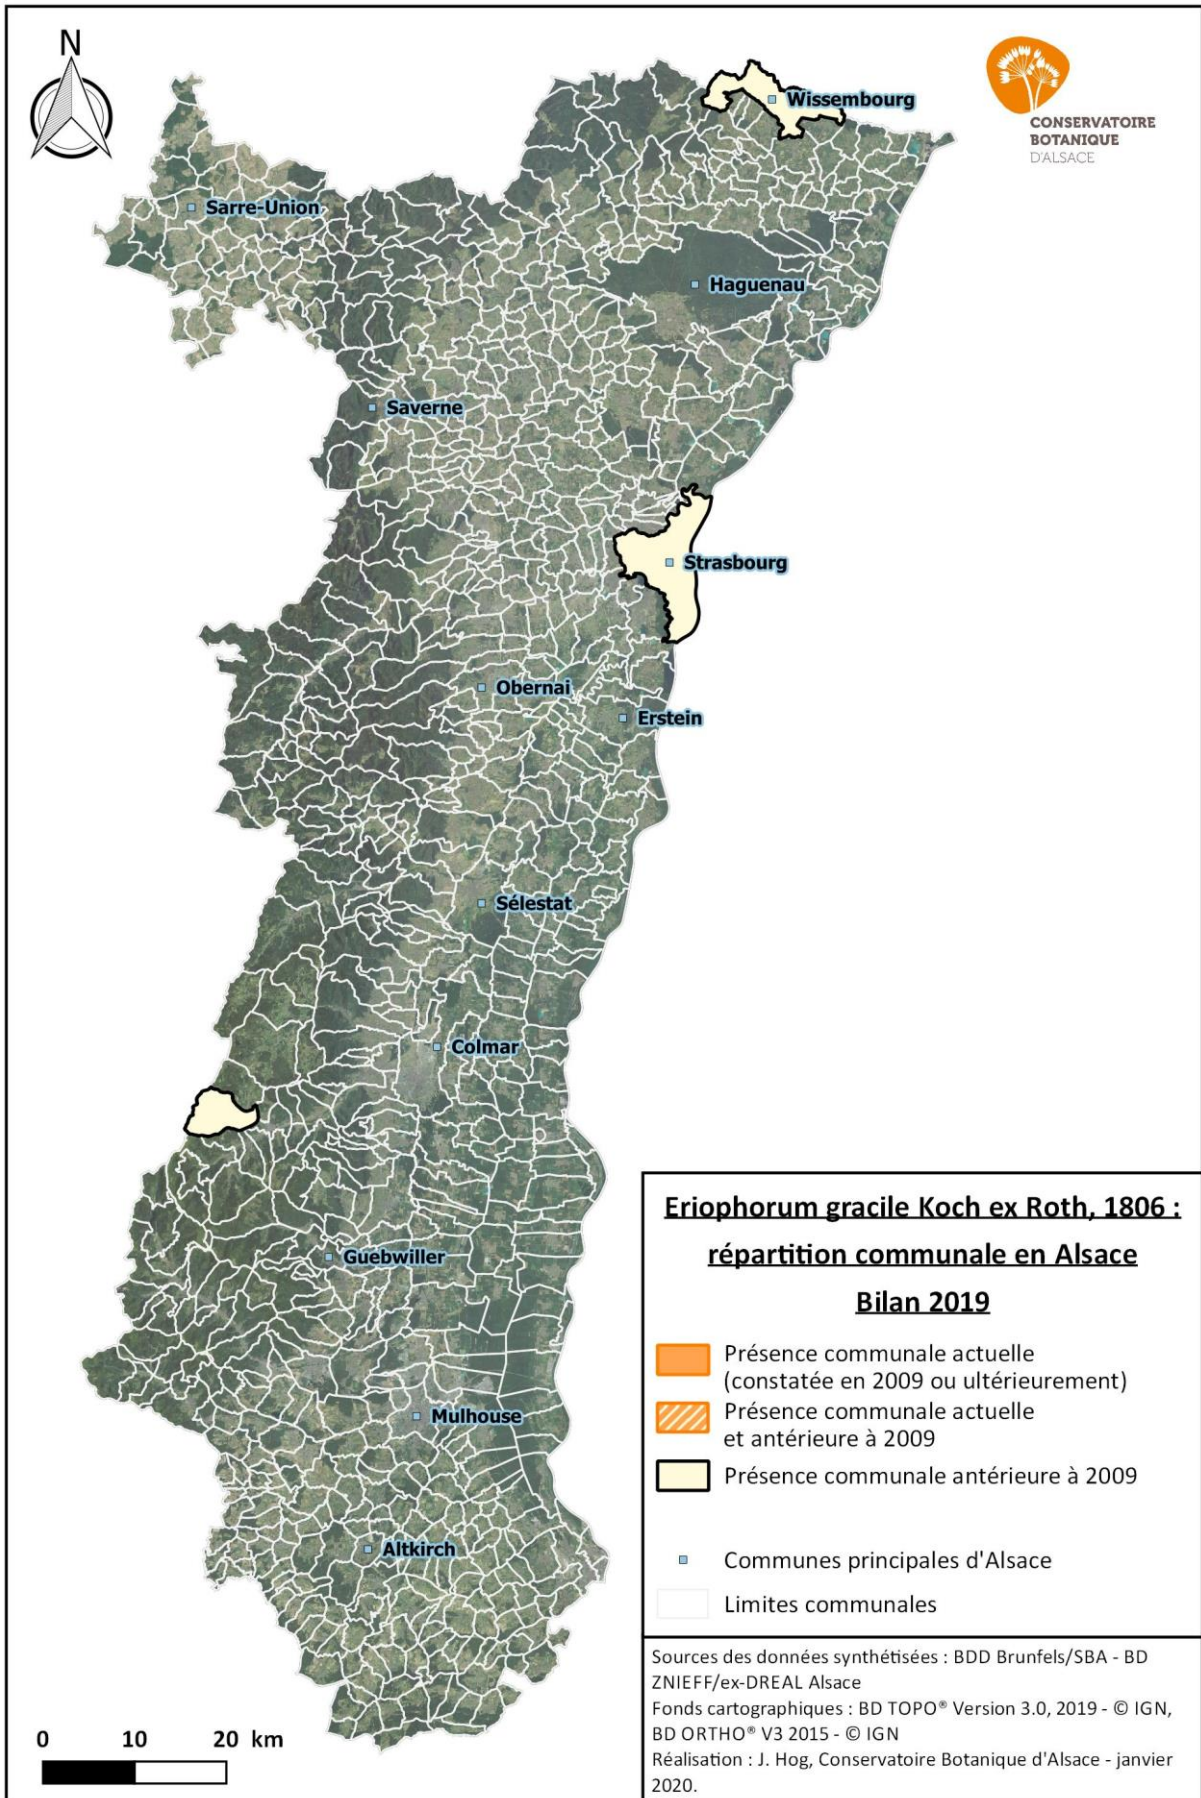 N
CONSERVATOIRE
BOTANIQUE
D'ALSACE
Wissembourg
Sarre-Union
Haguenau
Saverne
Strasbourg
Obernai
Erstein
Sélestat
Colmar
Guebwiller
Mulhouse
Altkirch
Eriophorum gracile Koch ex Roth, 1806 :
répartition communale en Alsace
Bilan 2019
Présence communale actuelle
(constatée en 2009 ou ultérieurement)
Présence communale actuelle
et antérieure à 2009
Présence communale antérieure à 2009
Communes principales d'Alsace
Limites communales
Sources des données synthétisées : BDD Brunfels/SBA - BD
ZNIEFF/ex-DREAL Alsace
Fonds cartographiques : BD TOPO® Version 3.0, 2019 - © IGN,
BD ORTHO® V3 2015 - © IGN
Réalisation : J. Hog, Conservatoire Botanique d'Alsace - janvier
2020.
0 10 20 km